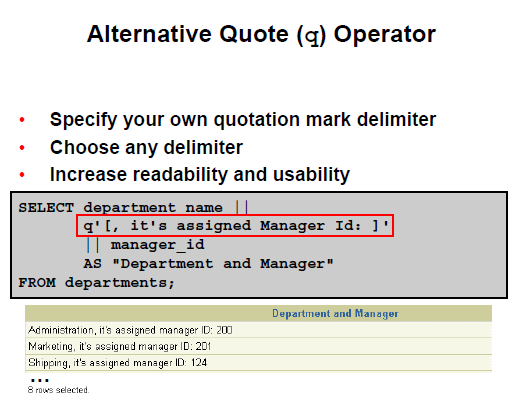 Alternative Quote (q) Operator
• Specify your own quotation mark delimiter
• Choose any delimiter
• Increase readability and usability
SELECT department_name ||
q'[, it's assigned Manager Id: ]'
|| manager_id
AS "Department and Manager"
FROM departments;
Department and Manager
Administration, it's assigned manager ID: 200
Marketing, it's assigned manager ID: 201
Shipping, it's assigned manager ID: 124
...
8 rows selected.